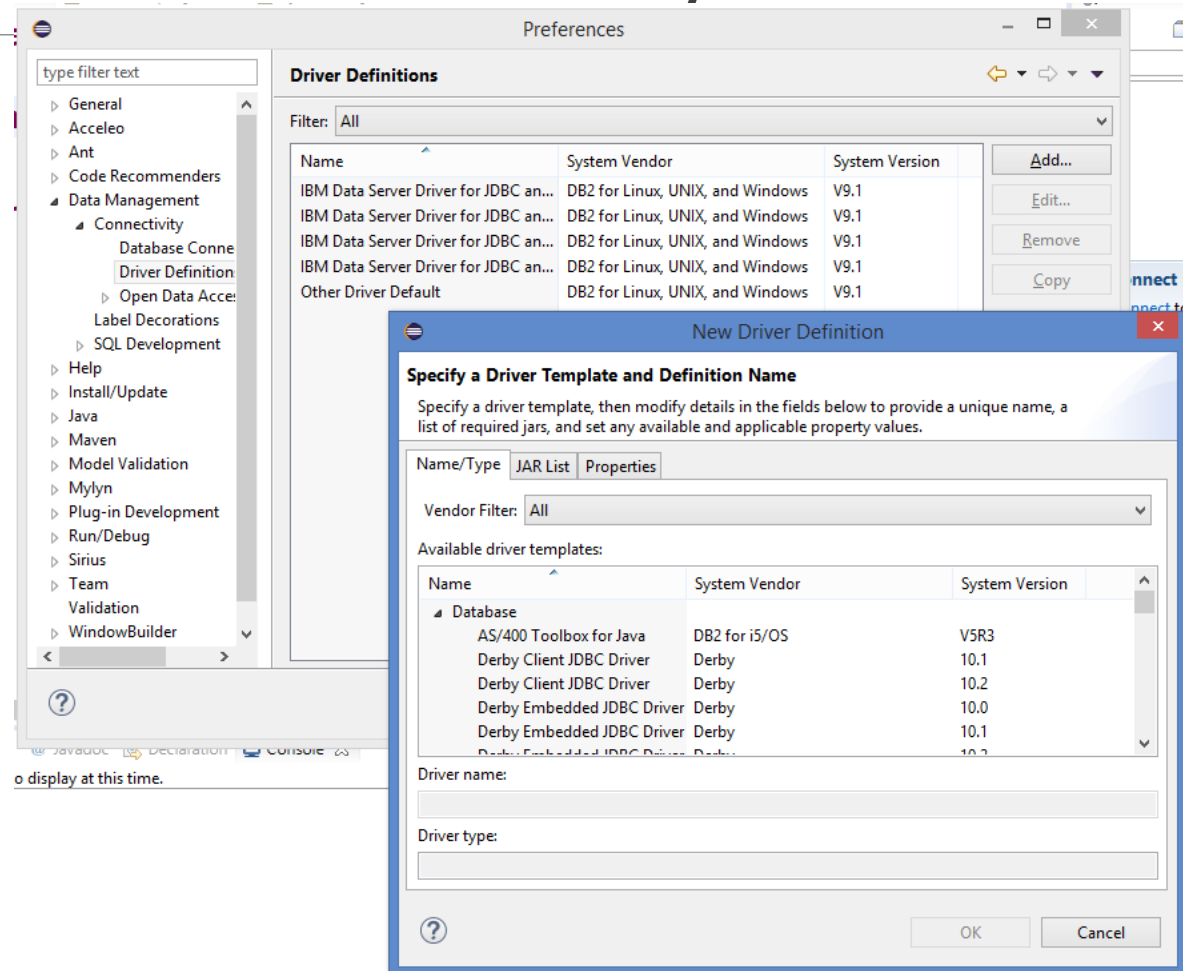 Preferences
type filter text
General
Acceleo
Ant
Code Recommenders
Data Management
Connectivity
Database Conne
Driver Definition
Open Data Acce
Label Decorations
SQL Development
Help
Install/Update
Java
Maven
Model Validation
Mylyn
Plug-in Development
Run/Debug
Sirius
Team
Validation
WindowBuilder
Driver Definitions
Filter: All
Name System Vendor System Version
IBM Data Server Driver for JDBC an... DB2 for Linux, UNIX, and Windows V9.1
IBM Data Server Driver for JDBC an... DB2 for Linux, UNIX, and Windows V9.1
IBM Data Server Driver for JDBC an... DB2 for Linux, UNIX, and Windows V9.1
IBM Data Server Driver for JDBC an... DB2 for Linux, UNIX, and Windows V9.1
Other Driver Default DB2 for Linux, UNIX, and Windows V9.1
Add...
Edit...
Remove
Copy
nnect
nnect to
New Driver Definition
Specify a Driver Template and Definition Name
Specify a driver template, then modify details in the fields below to provide a unique name, a
list of required jars, and set any available and applicable property values.
Name/Type JAR List Properties
Vendor Filter: All
Available driver templates:
Name System Vendor System Version
Database
AS/400 Toolbox for Java DB2 for i5/OS V5R3
Derby Client JDBC Driver Derby 10.1
Derby Client JDBC Driver Derby 10.2
Derby Embedded JDBC Driver Derby 10.0
Derby Embedded JDBC Driver Derby 10.1
Derby Embedded JDBC Driver Derby
Driver name:
Driver type:
OK Cancel
@ Javadoc Declaration Console
o display at this time.